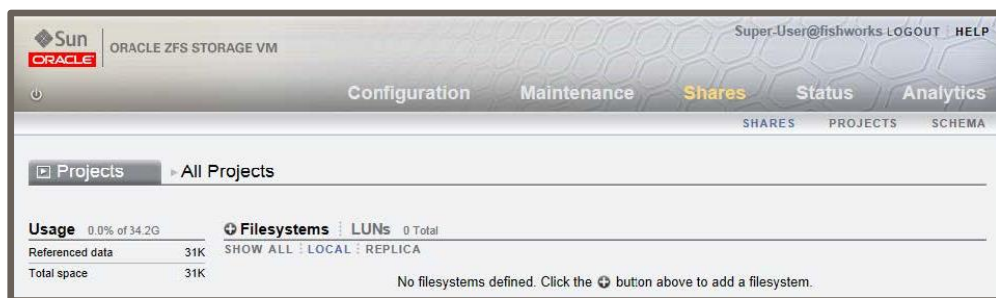 Sun
ORACLE
ORACLE ZFS STORAGE VM
Super-User@fishworks LOGOUT HELP
Configuration Maintenance Shares Status Analytics
SHARES PROJECTS SCHEMA
Projects All Projects
Usage 0.0% of 34.2G
Referenced data 31K
Total space 31K
Filesystems LUNs 0 Total
SHOW ALL LOCAL REPLICA
No filesystems defined. Click the button above to add a filesystem.